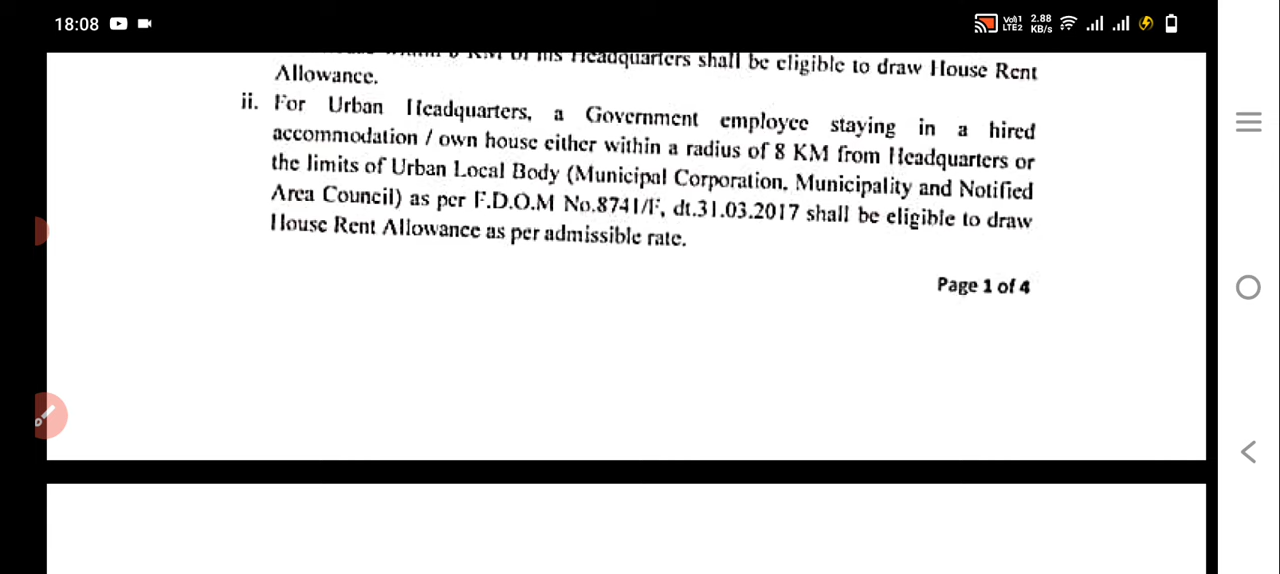 18:08
Vo)) 1 2.88
LTE2 KB/s
Headquarters shall be eligible to draw House Rent
Allowance.
ii. For Urban Headquarters, a Government employee staying in a hired
accommodation / own house either within a radius of 8 KM from Headquarters or
the limits of Urban Local Body (Municipal Corporation, Municipality and Notified
Area Council) as per F.D.O.M No.8741/F, dt.31.03.2017 shall be eligible to draw
House Rent Allowance as per admissible rate.
Page 1 of 4